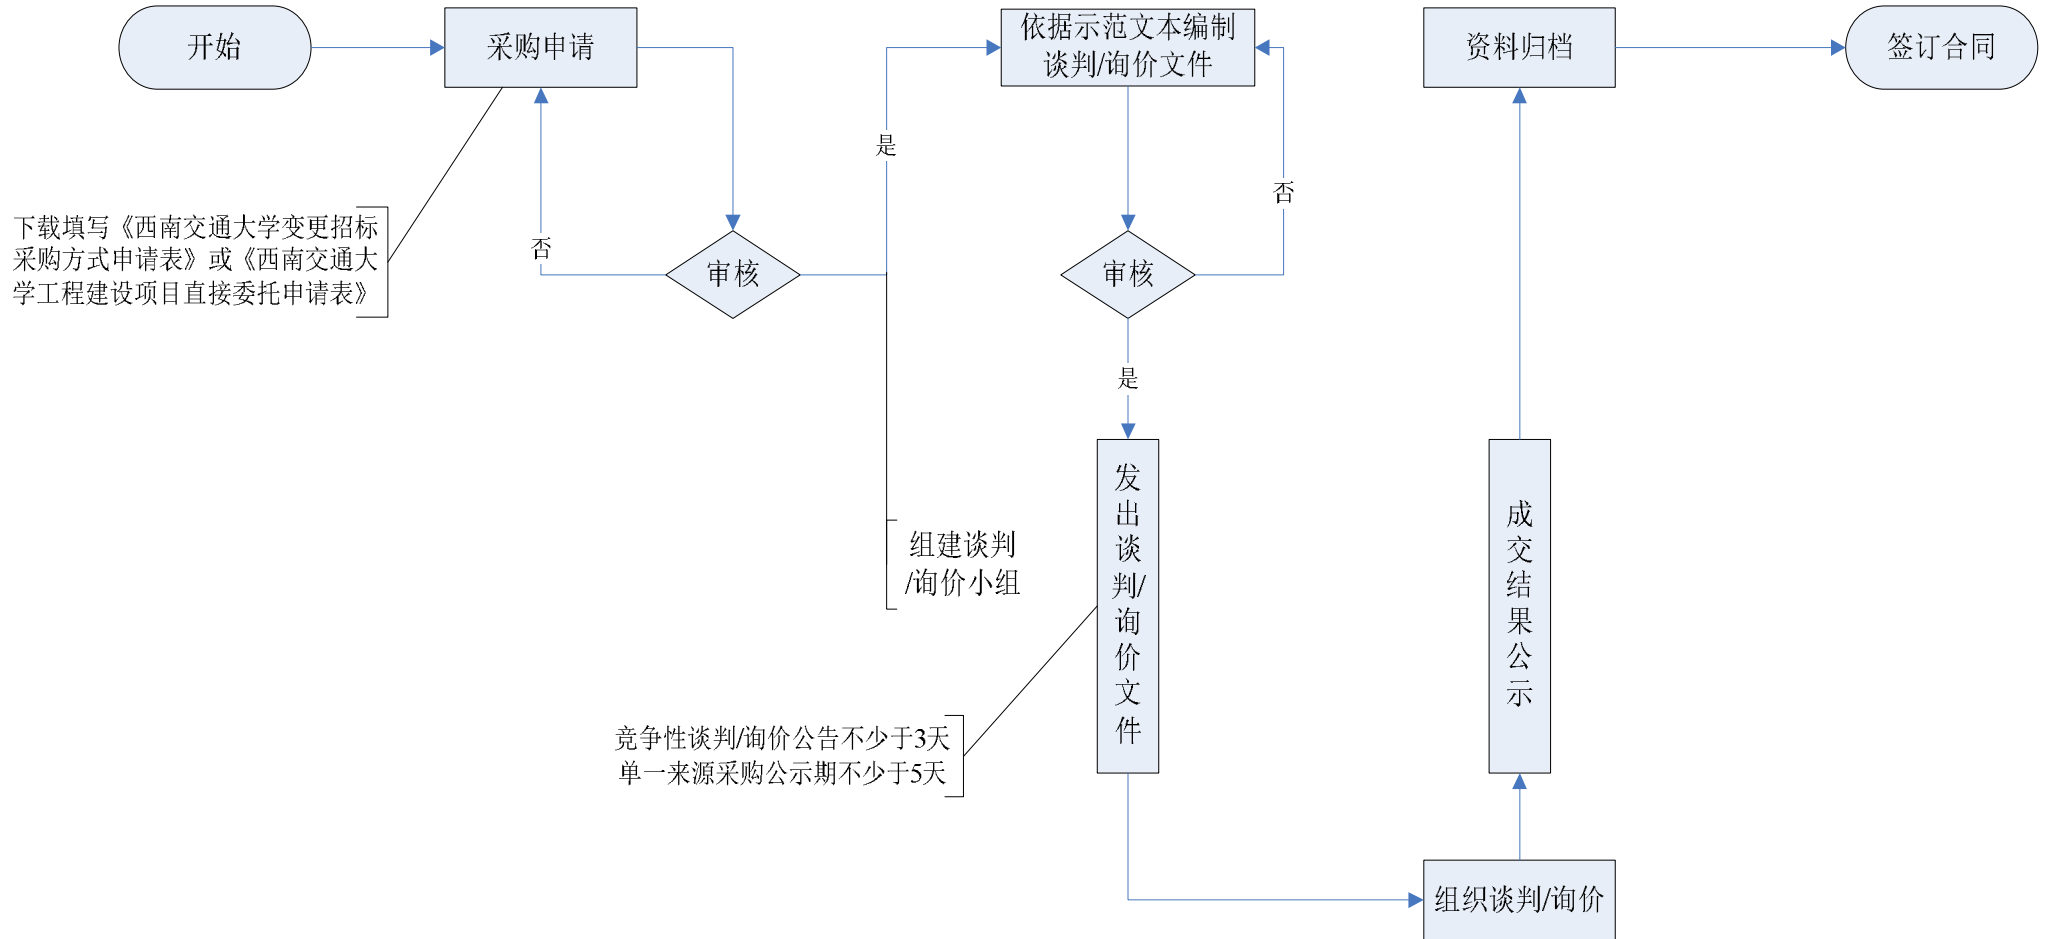 开始
采购申请
依据示范文本编制
谈判/询价文件
资料归档
签订合同
是
否
下载填写《西南交通大学变更招标
采购方式申请表》或《西南交通大
学工程建设项目直接委托申请表》
否
审核
审核
是
组建谈判
/询价小组
发出谈判/询价文件
成交结果公示
竞争性谈判/询价公告不少于3天
单一来源采购公示期不少于5天
组织谈判/询价